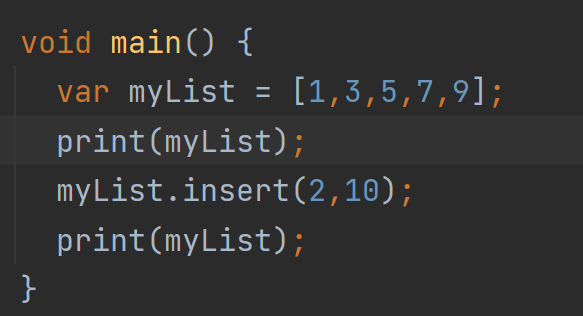 void main() {
  var myList = [1,3,5,7,9];
  print(myList);
  myList.insert(2,10);
  print(myList);
}